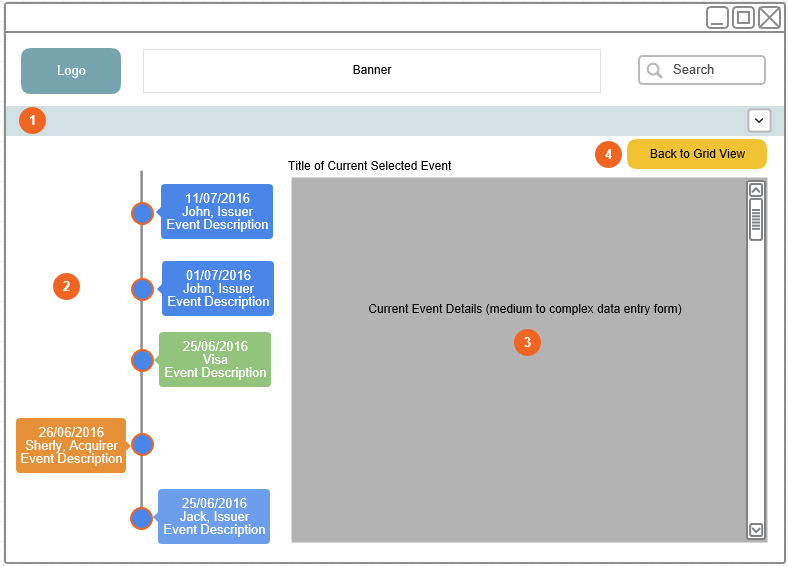 Logo
Banner
Search
1
4
Back to Grid View
Title of Current Selected Event
11/07/2016
John, Issuer
Event Description
01/07/2016
John, Issuer
Event Description
2
25/06/2016
Visa
Event Description
26/06/2016
Sherly, Acquirer
Event Description
25/06/2016
Jack, Issuer
Event Description
Current Event Details (medium to complex data entry form)
3